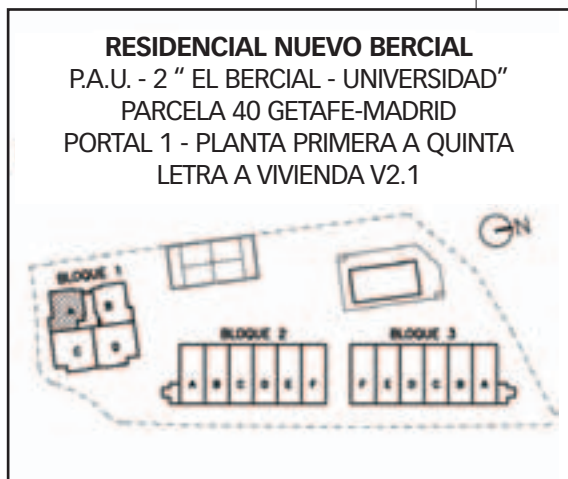 RESIDENCIAL NUEVO BERCIAL
P.A.U. - 2 “ EL BERCIAL - UNIVERSIDAD”
PARCELA 40 GETAFE-MADRID
PORTAL 1 - PLANTA PRIMERA A QUINTA
LETRA A VIVIENDA V2.1
N
BLOQUE 1
A B
C D
BLOQUE 2
A B C D E F
BLOQUE 3
F E D C B A